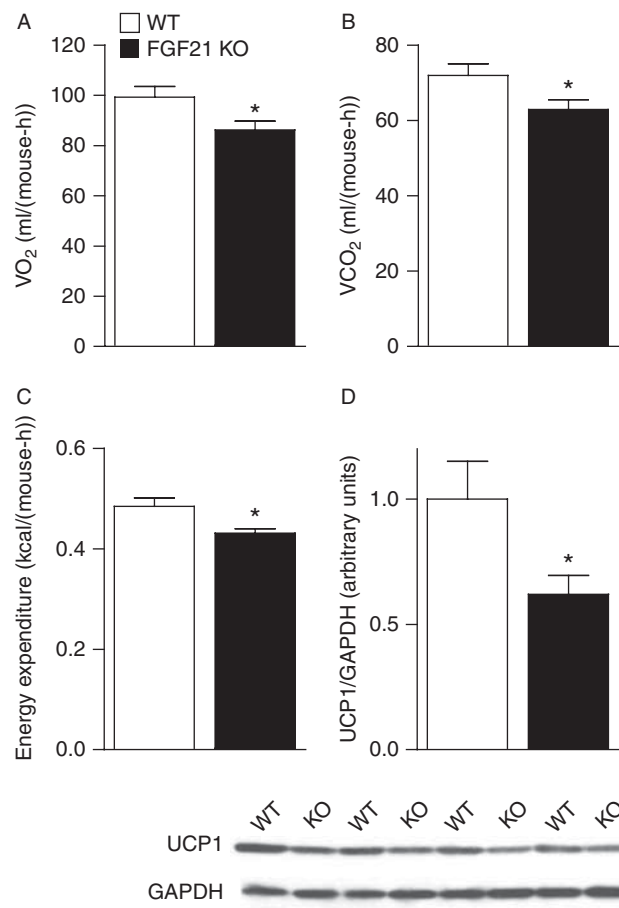 A
WT
FGF21 KO
120
100
80
60
40
20
0
VO₂ (ml/(mouse-h))
*
B
80
60
40
20
0
VCO₂ (ml/(mouse-h))
*
C
0.6
0.4
0.2
0.0
Energy expenditure (kcal/(mouse-h))
*
D
1.0
0.5
0.0
UCP1/GAPDH (arbitrary units)
*
WT KO WT KO WT KO WT KO
UCP1
GAPDH